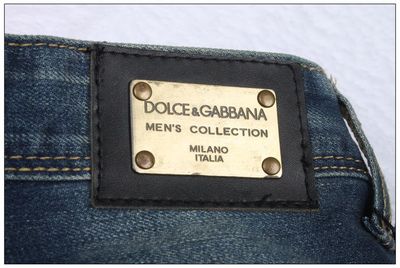 DOLCE&GABBANA
MEN'S COLLECTION
MILANO
ITALIA